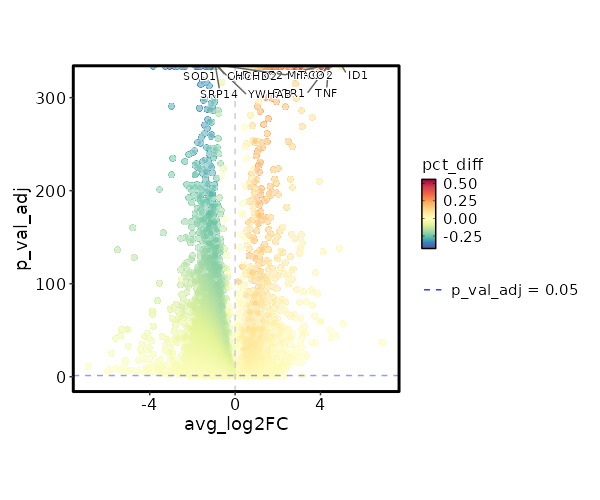 SOD1
MT-CO2
ID1
SRP14
YWHAB
TNF
300
200
100
0
p_val_adj
-4
0
4
avg_log2FC
pct_diff
0.50
0.25
0.00
-0.25
p_val_adj = 0.05